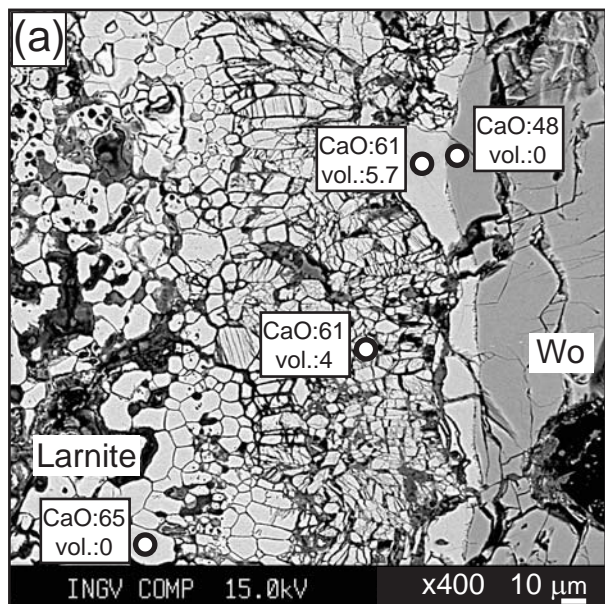 (a)
CaO:61
vol.:5.7
CaO:48
vol.:0
CaO:61
vol.:4
Wo
Larnite
CaO:65
vol.:0
INGV COMP 15.0kV x400 10 μm